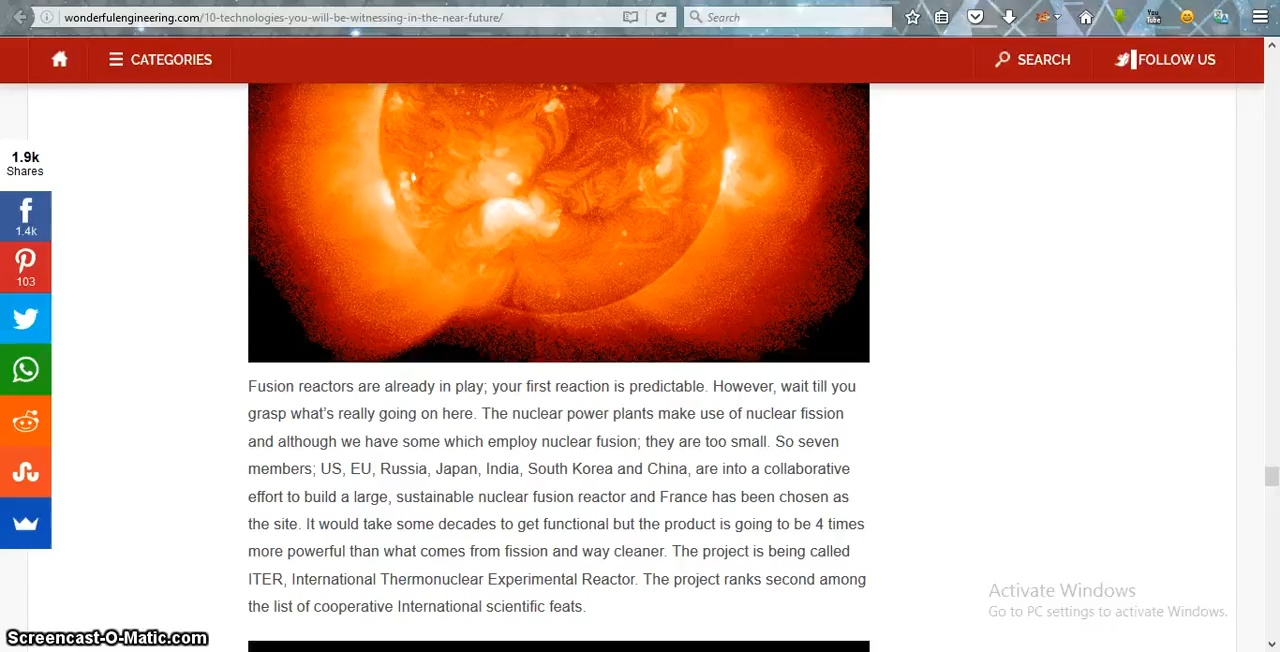 wonderfulengineering.com/10-technologies-you-will-be-witnessing-in-the-near-future/
Search
You
Tube
CATEGORIES
SEARCH
FOLLOW US
1.9k
Shares
1.4k
103
Fusion reactors are already in play; your first reaction is predictable. However, wait till you
grasp what’s really going on here. The nuclear power plants make use of nuclear fission
and although we have some which employ nuclear fusion; they are too small. So seven
members; US, EU, Russia, Japan, India, South Korea and China, are into a collaborative
effort to build a large, sustainable nuclear fusion reactor and France has been chosen as
the site. It would take some decades to get functional but the product is going to be 4 times
more powerful than what comes from fission and way cleaner. The project is being called
ITER, International Thermonuclear Experimental Reactor. The project ranks second among
the list of cooperative International scientific feats.
Activate Windows
Go to PC settings to activate Windows.
Screencast-O-Matic.com